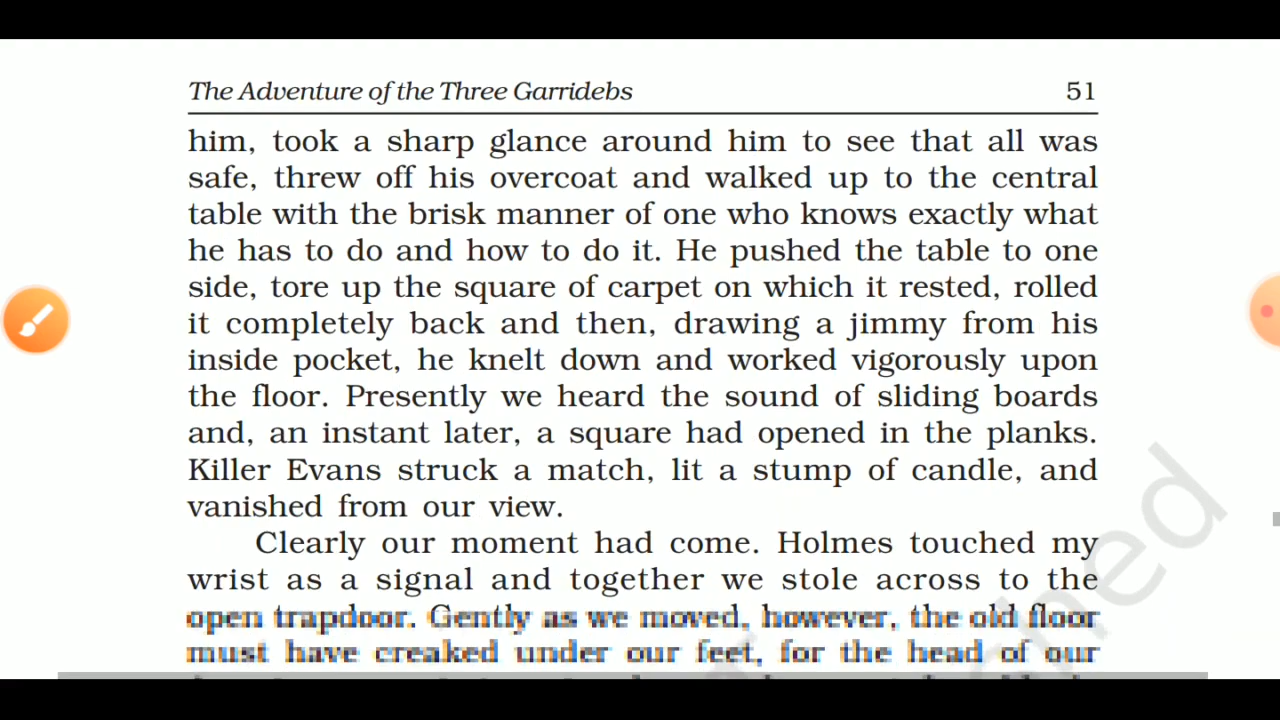 The Adventure of the Three Garridebs 51
him, took a sharp glance around him to see that all was
safe, threw off his overcoat and walked up to the central
table with the brisk manner of one who knows exactly what
he has to do and how to do it. He pushed the table to one
side, tore up the square of carpet on which it rested, rolled
it completely back and then, drawing a jimmy from his
inside pocket, he knelt down and worked vigorously upon
the floor. Presently we heard the sound of sliding boards
and, an instant later, a square had opened in the planks.
Killer Evans struck a match, lit a stump of candle, and
vanished from our view.
Clearly our moment had come. Holmes touched my
wrist as a signal and together we stole across to the
open trapdoor. Gently as we moved, however, the old floor
must have creaked under our feet, for the head of our